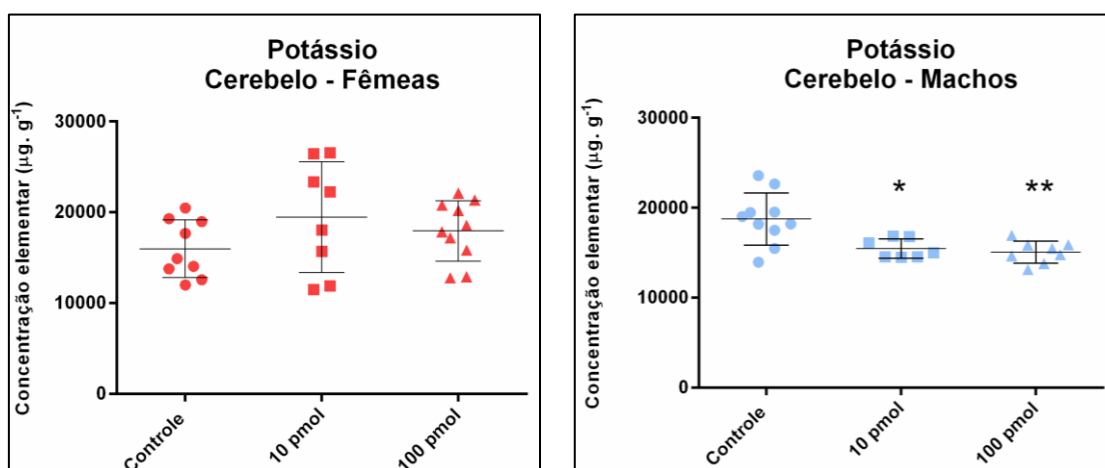 Potássio
Cerebelo - Fêmeas
Concentração elementar (µg. g⁻¹)
30000
20000
10000
0
Controle
10 pmol
100 pmol
Potássio
Cerebelo - Machos
Concentração elementar (µg. g⁻¹)
30000
20000
10000
0
*
**
Controle
10 pmol
100 pmol